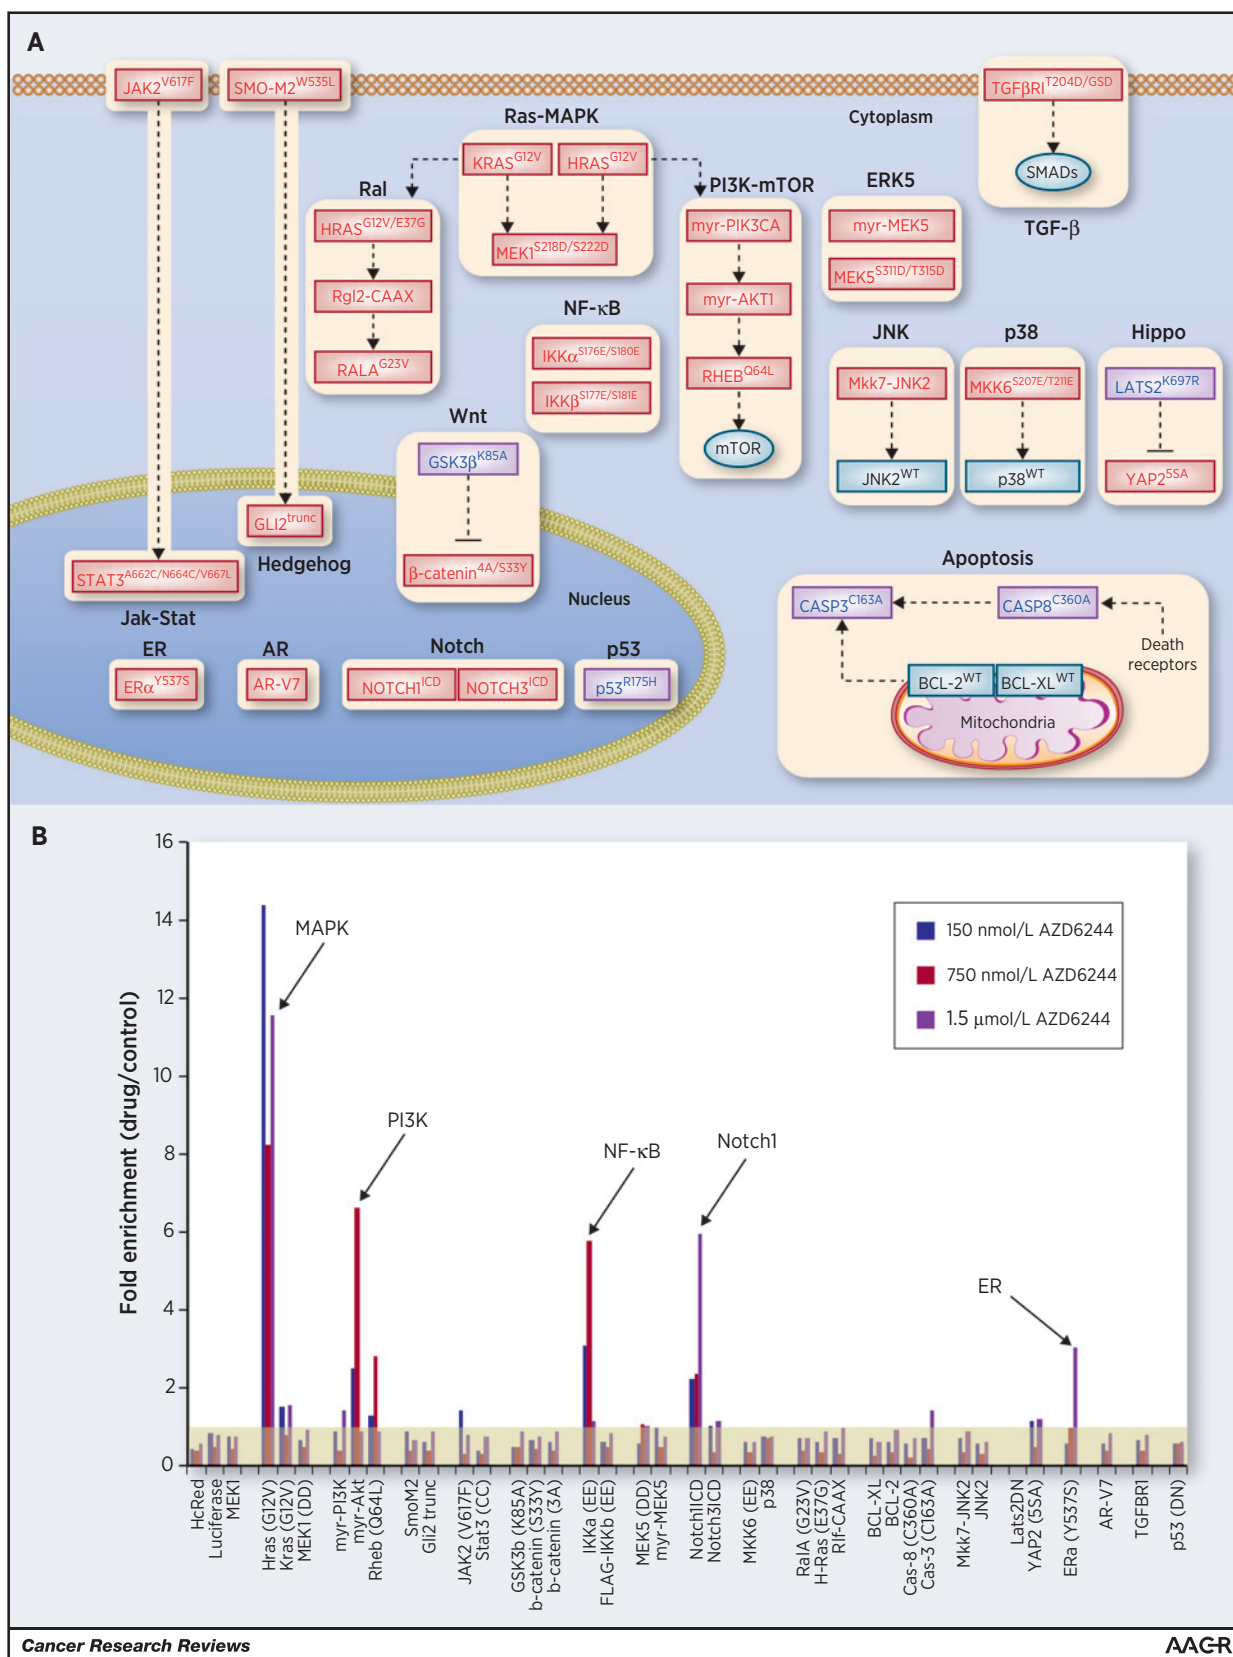 A
JAK2V617F
SMO-M2W535L
TGFβRIT204D/GSD
Ras-MAPK
Cytoplasm
KRASG12V
HRASG12V
SMADs
Ral
PI3K-mTOR
ERK5
TGF-β
HRASG12V/E37G
MEK1S218D/S222D
myr-PIK3CA
myr-MEK5
MEK5S311D/T315D
Rgl2-CAAX
myr-AKT1
NF-κB
RALAG23V
IKKαS176E/S180E
IKKβS177E/S181E
RHEBQ64L
mTOR
JNK
p38
Hippo
Mkk7-JNK2
MKK6S207E/T211E
LATS2K697R
JNK2WT
p38WT
YAP25SA
Wnt
GSK3βK85A
β-catenin4A/S33Y
GLI2trunc
Hedgehog
STAT3A662C/N664C/V667L
Jak-Stat
Nucleus
Apoptosis
CASP3C163A
CASP8C360A
Death
receptors
BCL-2WT
BCL-XLWT
Mitochondria
ER
AR
Notch
p53
ERαY537S
AR-V7
NOTCH1ICD
NOTCH3ICD
p53R175H
B
Fold enrichment (drug/control)
16
14
12
10
8
6
4
2
0
MAPK
PI3K
NF-κB
Notch1
ER
150 nmol/L AZD6244
750 nmol/L AZD6244
1.5 μmol/L AZD6244
HcRed
Luciferase
MEK1
Hras (G12V)
Kras (G12V)
MEK1 (DD)
myr-PI3K
myr-Akt
Rheb (Q64L)
SmoM2
Gli2 trunc
JAK2 (V617F)
Stat3 (CC)
GSK3b (K85A)
b-catenin (S33Y)
b-catenin (3A)
IKKa (EE)
FLAG-IKKb (EE)
MEK5 (DD)
myr-MEK5
Notch1ICD
Notch3ICD
MKK6 (EE)
p38
RalA (G23V)
H-Ras (E37G)
Rlf-CAAX
BCL-XL
BCL-2
Cas-8 (C360A)
Cas-3 (C163A)
Mkk7-JNK2
JNK2
Lats2DN
YAP2 (5SA)
ERa (Y537S)
AR-V7
TGFBR1
p53 (DN)
Cancer Research Reviews
AACR